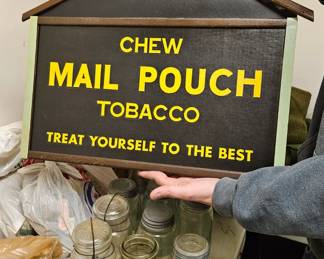 CHEW
MAIL POUCH
TOBACCO
TREAT YOURSELF TO THE BEST